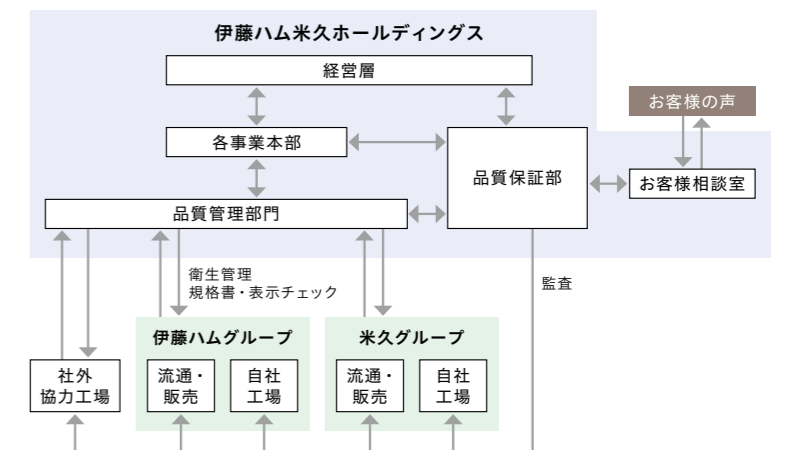 伊藤ハム米久ホールディングス
経営層
お客様の声
各事業本部
品質保証部
お客様相談室
品質管理部門
衛生管理
規格書・表示チェック
監査
伊藤ハムグループ
米久グループ
社外
協力工場
流通・
販売
自社
工場
流通・
販売
自社
工場